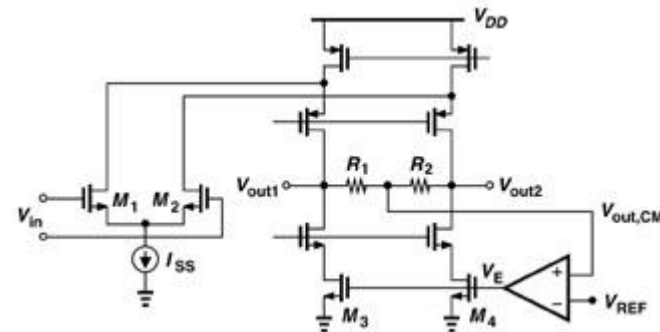 V_DD
R_1 R_2
V_out1 V_out2
M_1 M_2
V_in
V_out,CM
I_SS
V_E
+
−
V_REF
M_3 M_4